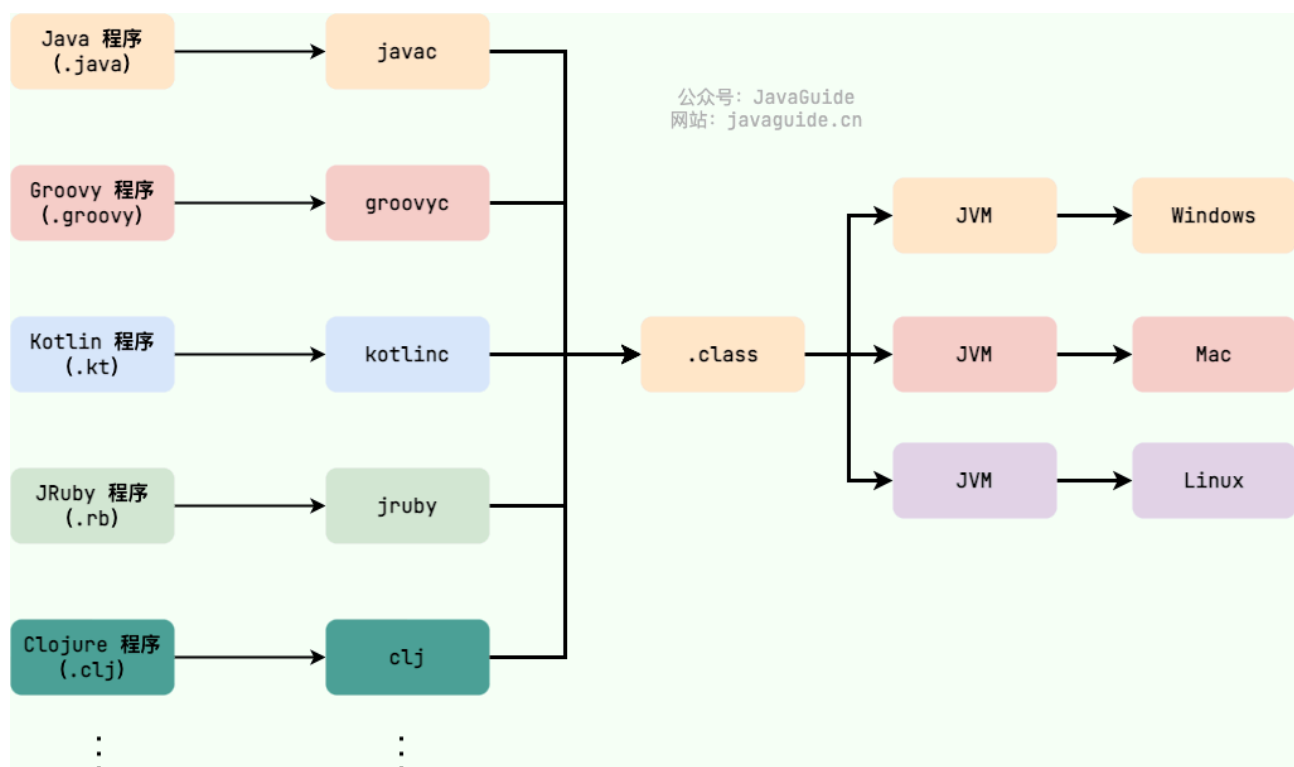 Java 程序
(.java)
javac
公众号：JavaGuide
网站：javaguide.cn
Groovy 程序
(.groovy)
groovyc
JVM
Windows
Kotlin 程序
(.kt)
kotlinc
.class
JVM
Mac
JRuby 程序
(.rb)
jruby
JVM
Linux
Clojure 程序
(.clj)
clj